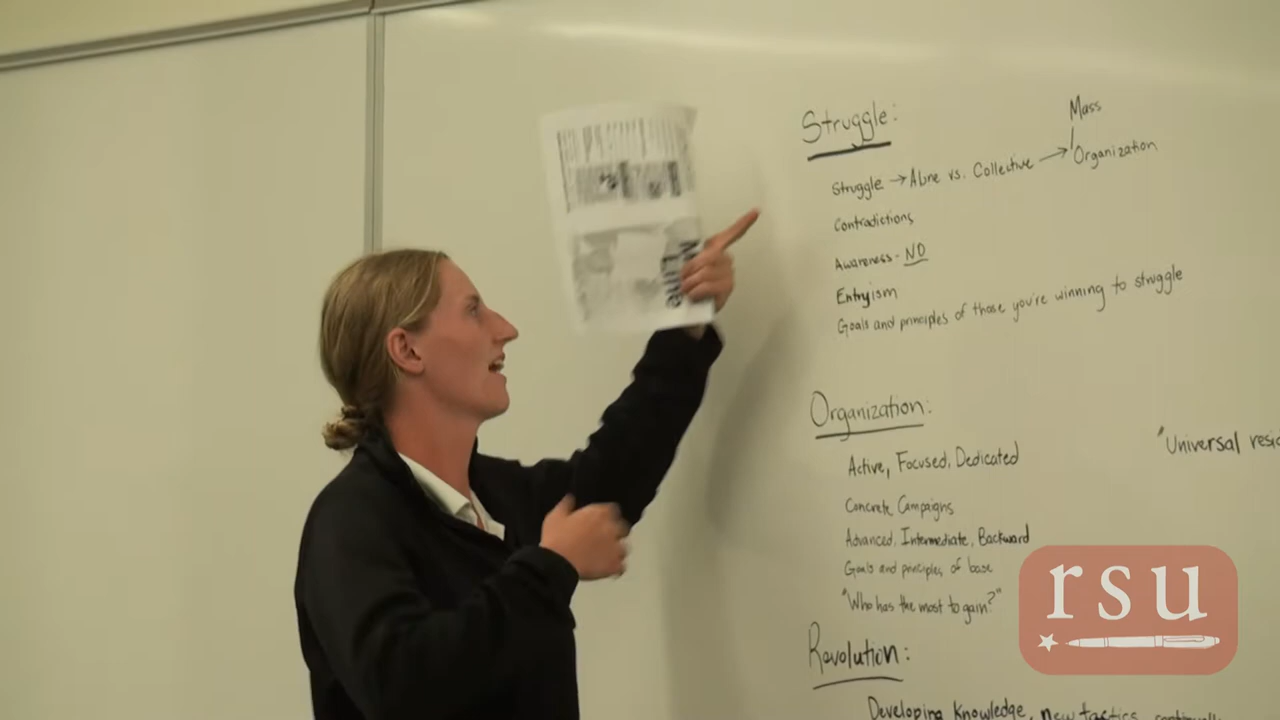 Struggle:
Mass
Struggle → Alone vs. Collective → Organization
Contradictions
Awareness - NO
Entryism
Goals and principles of those you're winning to struggle
Organization:
"Universal
Active, Focused, Dedicated
Concrete Campaigns
Advanced, Intermediate, Backward
Goals and principles of base
"Who has the most to gain?"
Revolution:
Developing Knowledge, new tactics,
Line
rsu